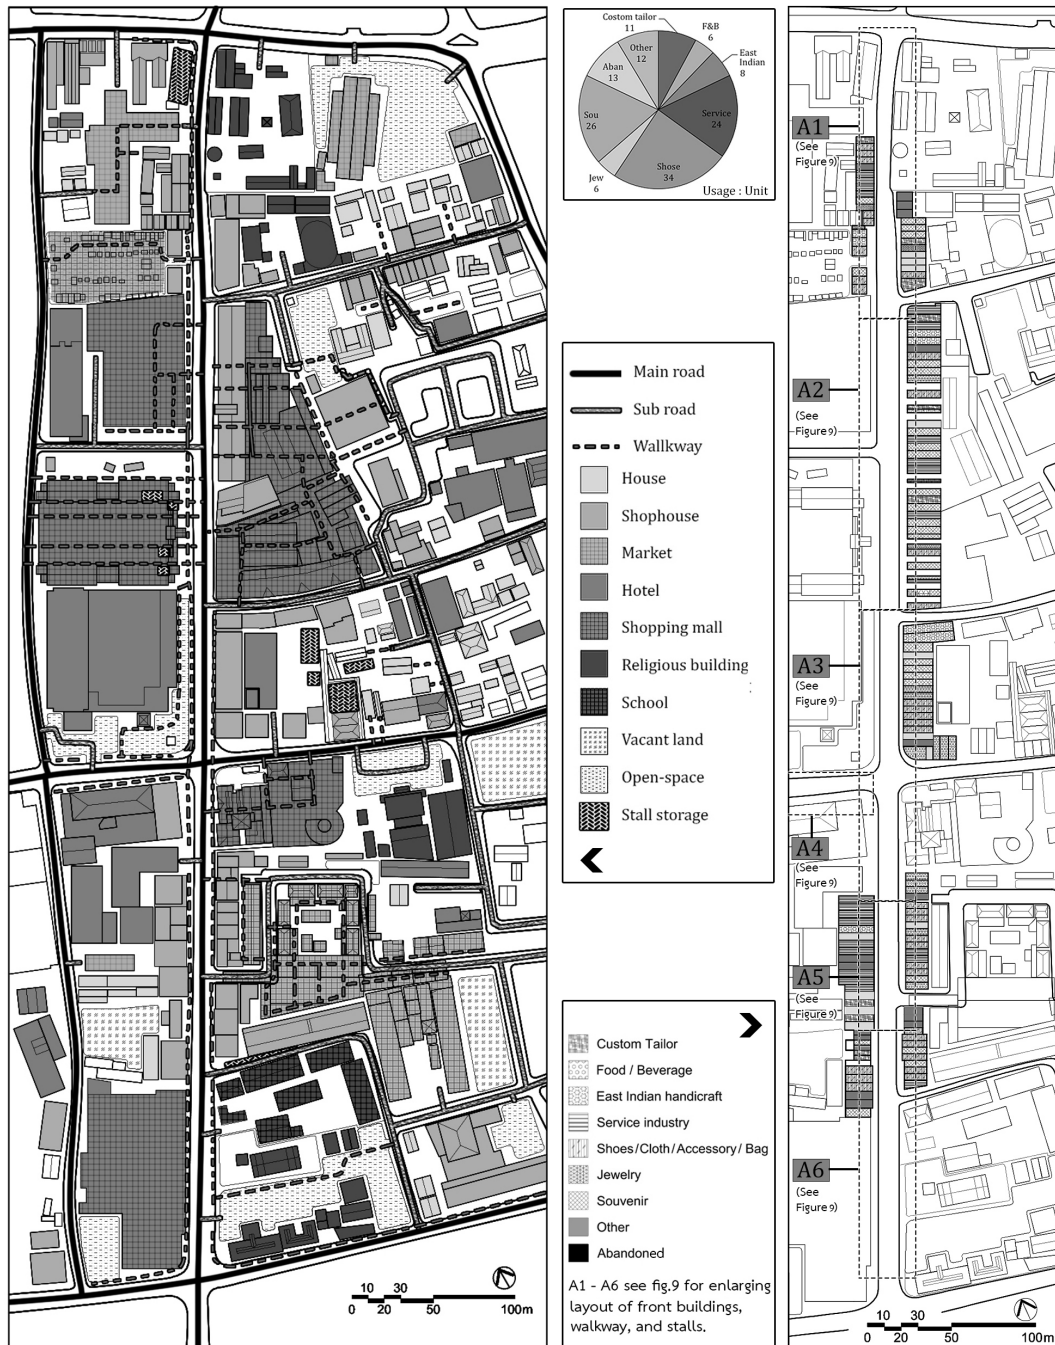 Costom tailor
11
F&B
6
East
Indian
8
Service
24
Shose
34
Jew
6
Sou
26
Aban
13
Other
12
Usage : Unit
Main road
Sub road
Wallkway
House
Shophouse
Market
Hotel
Shopping mall
Religious building
School
Vacant land
Open-space
Stall storage
Custom Tailor
Food / Beverage
East Indian handicraft
Service industry
Shoes/Cloth/Accessory/Bag
Jewelry
Souvenir
Other
Abandoned
A1 - A6 see fig.9 for enlarging
layout of front buildings,
walkway, and stalls.
10 30
0 20 50 100m
A1
(See
Figure 9)
A2
(See
Figure 9)
A3
(See
Figure 9)
A4
(See
Figure 9)
A5
(See
Figure 9)
A6
(See
Figure 9)
10 30
0 20 50 100m